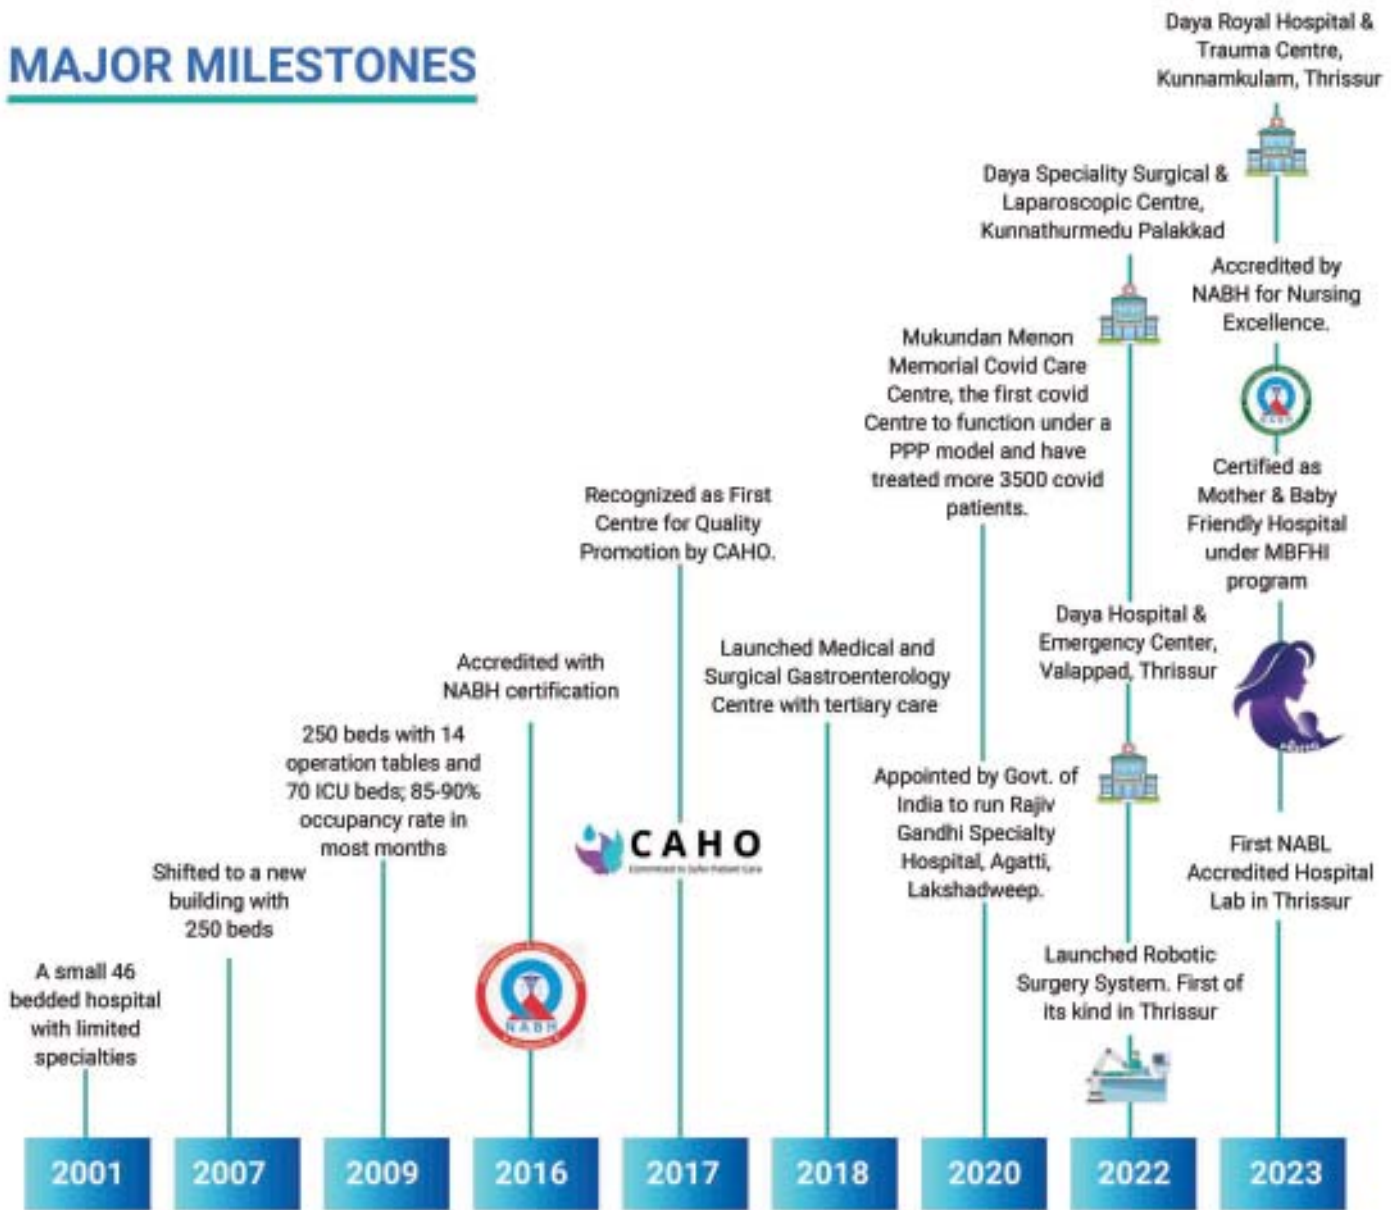 MAJOR MILESTONES
A small 46
bedded hospital
with limited
specialties
2001
Shifted to a new
building with
250 beds
2007
250 beds with 14
operation tables and
70 ICU beds; 85-90%
occupancy rate in
most months
2009
Accredited with
NABH certification
NABH
2016
Recognized as First
Centre for Quality
Promotion by CAHO.
CAHO
Committed to Safer Patient Care
2017
Launched Medical and
Surgical Gastroenterology
Centre with tertiary care
2018
Mukundan Menon
Memorial Covid Care
Centre, the first covid
Centre to function under a
PPP model and have
treated more 3500 covid
patients.
Appointed by Govt. of
India to run Rajiv
Gandhi Specialty
Hospital, Agatti,
Lakshadweep.
2020
Daya Speciality Surgical &
Laparoscopic Centre,
Kunnathurmedu Palakkad
Daya Hospital &
Emergency Center,
Valappad, Thrissur
Launched Robotic
Surgery System. First of
its kind in Thrissur
2022
Daya Royal Hospital &
Trauma Centre,
Kunnamkulam, Thrissur
Accredited by
NABH for Nursing
Excellence.
NABH
Certified as
Mother & Baby
Friendly Hospital
under MBFHI
program
First NABL
Accredited Hospital
Lab in Thrissur
2023